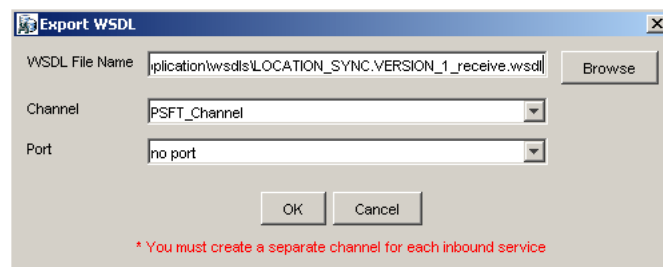 Export WSDL
WSDL File Name
plication\wsdls\LOCATION_SYNC.VERSION_1_receive.wsdl
Browse
Channel
PSFT_Channel
Port
no port
OK
Cancel
* You must create a separate channel for each inbound service